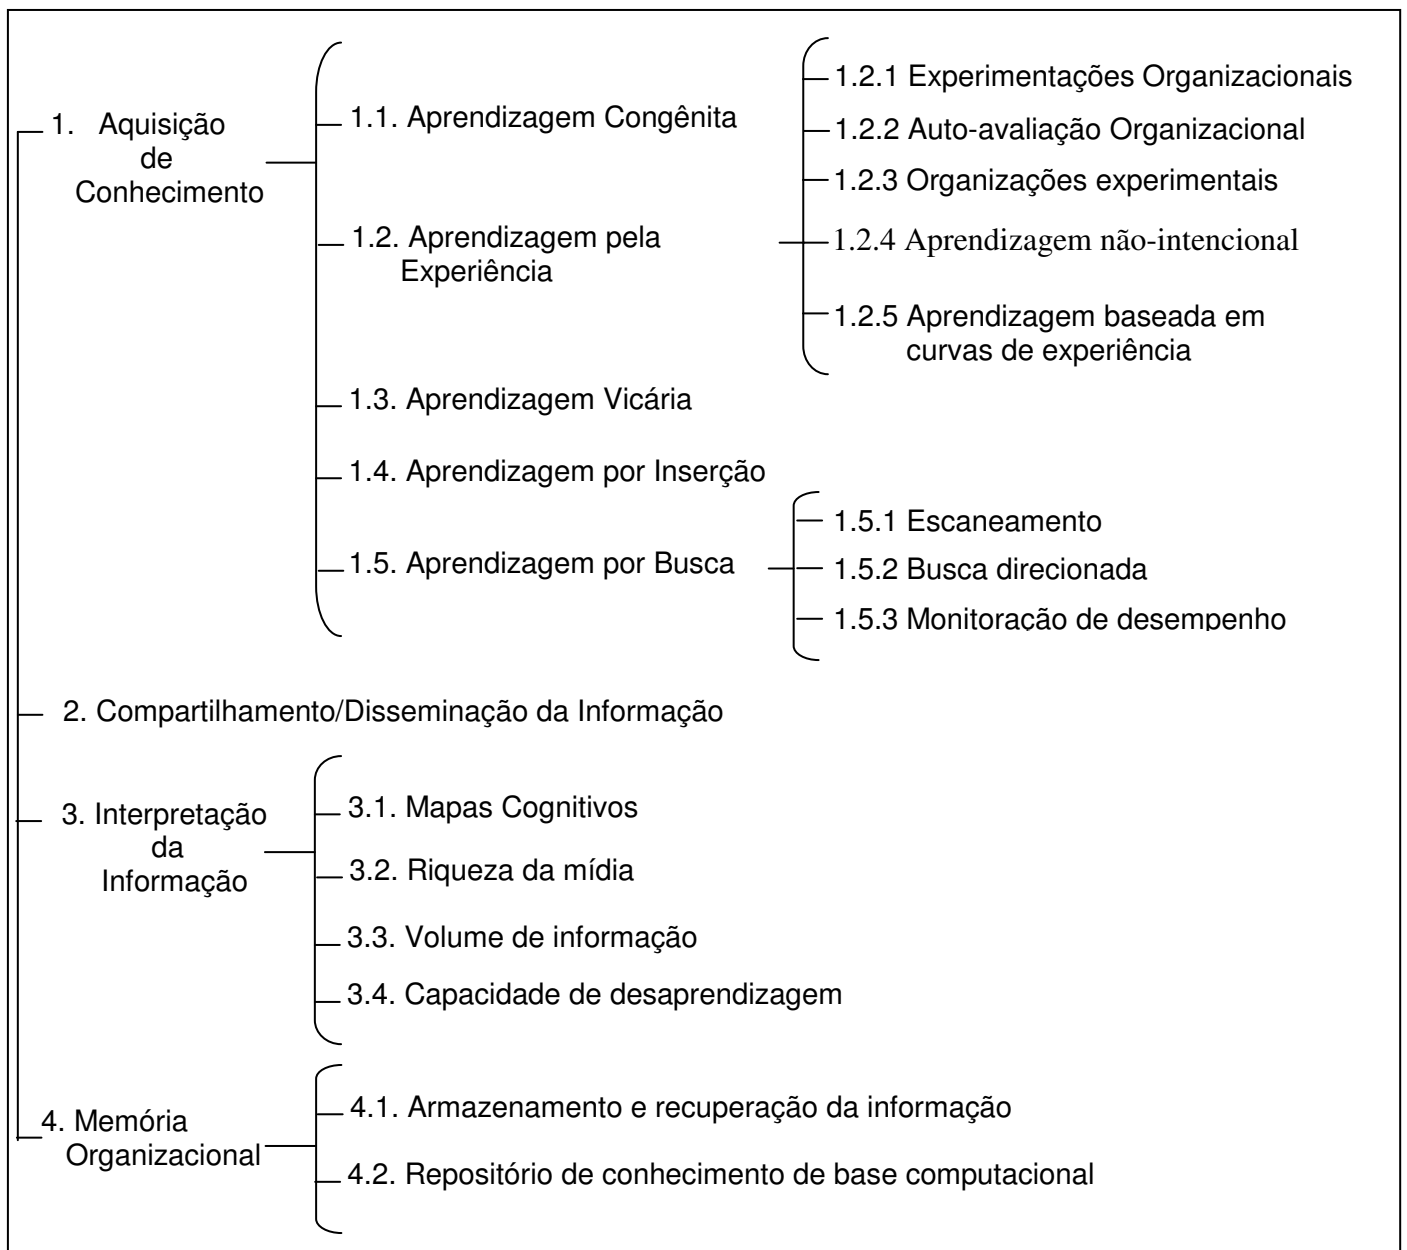 1. Aquisição
de
Conhecimento
1.1. Aprendizagem Congênita
1.2. Aprendizagem pela
Experiência
1.2.1 Experimentações Organizacionais
1.2.2 Auto-avaliação Organizacional
1.2.3 Organizações experimentais
1.2.4 Aprendizagem não-intencional
1.2.5 Aprendizagem baseada em
curvas de experiência
1.3. Aprendizagem Vicária
1.4. Aprendizagem por Inserção
1.5. Aprendizagem por Busca
1.5.1 Escaneamento
1.5.2 Busca direcionada
1.5.3 Monitoração de desempenho
2. Compartilhamento/Disseminação da Informação
3. Interpretação
da
Informação
3.1. Mapas Cognitivos
3.2. Riqueza da mídia
3.3. Volume de informação
3.4. Capacidade de desaprendizagem
4. Memória
Organizacional
4.1. Armazenamento e recuperação da informação
4.2. Repositório de conhecimento de base computacional